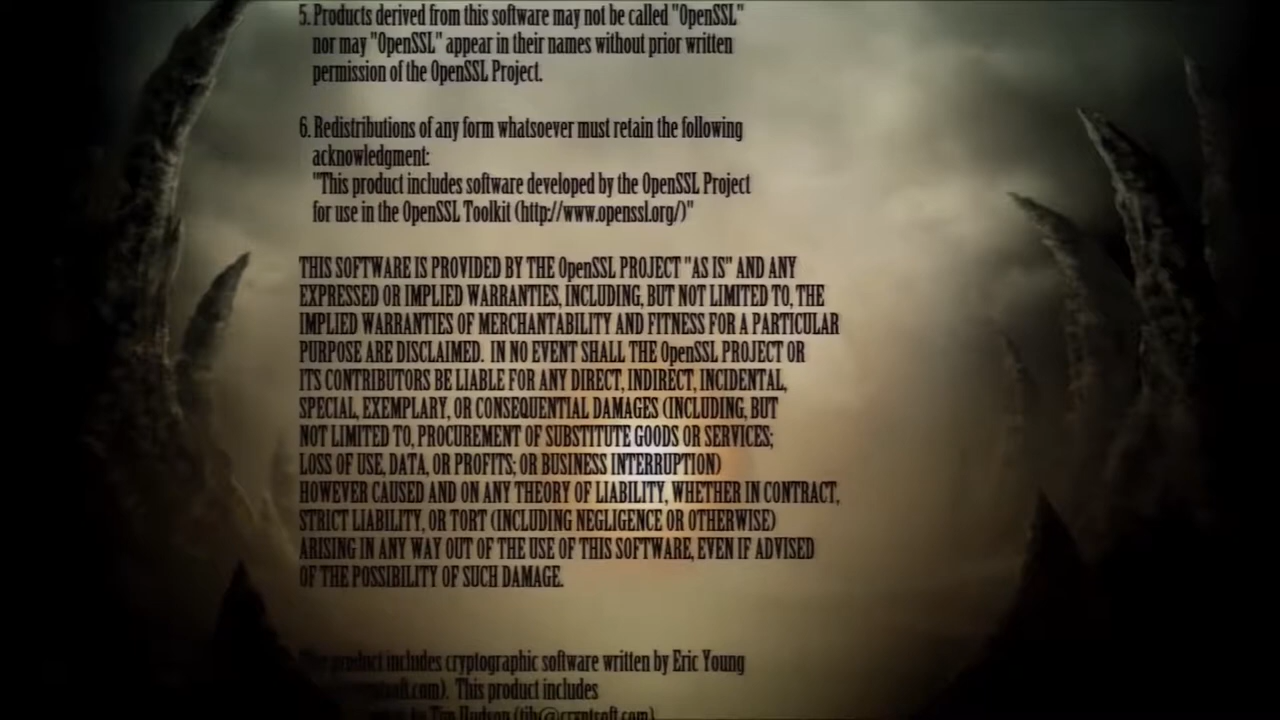 5. Products derived from this software may not be called "OpenSSL"
nor may "OpenSSL" appear in their names without prior written
permission of the OpenSSL Project.
6. Redistributions of any form whatsoever must retain the following
acknowledgment:
"This product includes software developed by the OpenSSL Project
for use in the OpenSSL Toolkit (http://www.openssl.org/)"
THIS SOFTWARE IS PROVIDED BY THE OpenSSL PROJECT "AS IS" AND ANY
EXPRESSED OR IMPLIED WARRANTIES, INCLUDING, BUT NOT LIMITED TO, THE
IMPLIED WARRANTIES OF MERCHANTABILITY AND FITNESS FOR A PARTICULAR
PURPOSE ARE DISCLAIMED. IN NO EVENT SHALL THE OpenSSL PROJECT OR
ITS CONTRIBUTORS BE LIABLE FOR ANY DIRECT, INDIRECT, INCIDENTAL,
SPECIAL, EXEMPLARY, OR CONSEQUENTIAL DAMAGES (INCLUDING, BUT
NOT LIMITED TO, PROCUREMENT OF SUBSTITUTE GOODS OR SERVICES;
LOSS OF USE, DATA, OR PROFITS; OR BUSINESS INTERRUPTION)
HOWEVER CAUSED AND ON ANY THEORY OF LIABILITY, WHETHER IN CONTRACT,
STRICT LIABILITY, OR TORT (INCLUDING NEGLIGENCE OR OTHERWISE)
ARISING IN ANY WAY OUT OF THE USE OF THIS SOFTWARE, EVEN IF ADVISED
OF THE POSSIBILITY OF SUCH DAMAGE.
product includes cryptographic software written by Eric Young
This product includes
by Tim Hudson (tjh@cryptsoft.com)